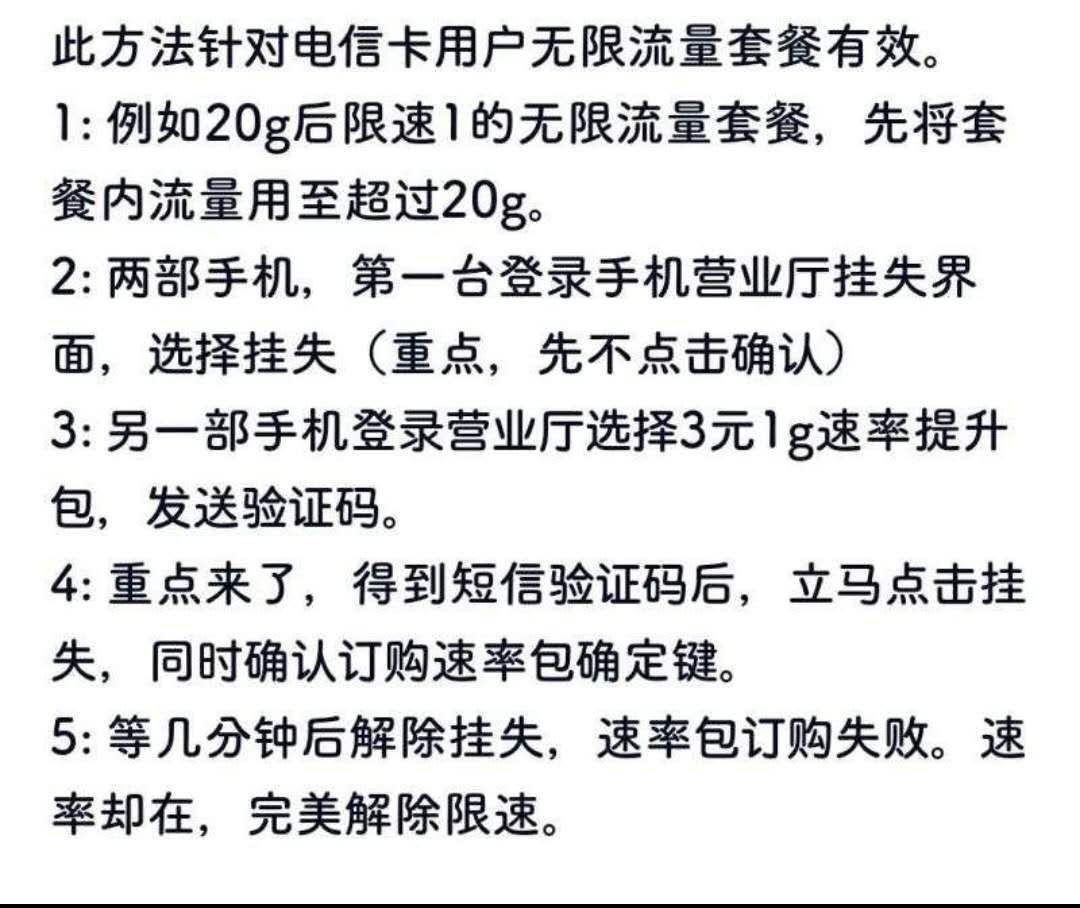 此方法针对电信卡用户无限流量套餐有效。
1: 例如20g后限速1的无限流量套餐，先将套
餐内流量用至超过20g。
2: 两部手机，第一台登录手机营业厅挂失界
面，选择挂失（重点，先不点击确认）
3: 另一部手机登录营业厅选择3元1g速率提升
包，发送验证码。
4: 重点来了，得到短信验证码后，立马点击挂
失，同时确认订购速率包确定键。
5: 等几分钟后解除挂失，速率包订购失败。速
率却在，完美解除限速。